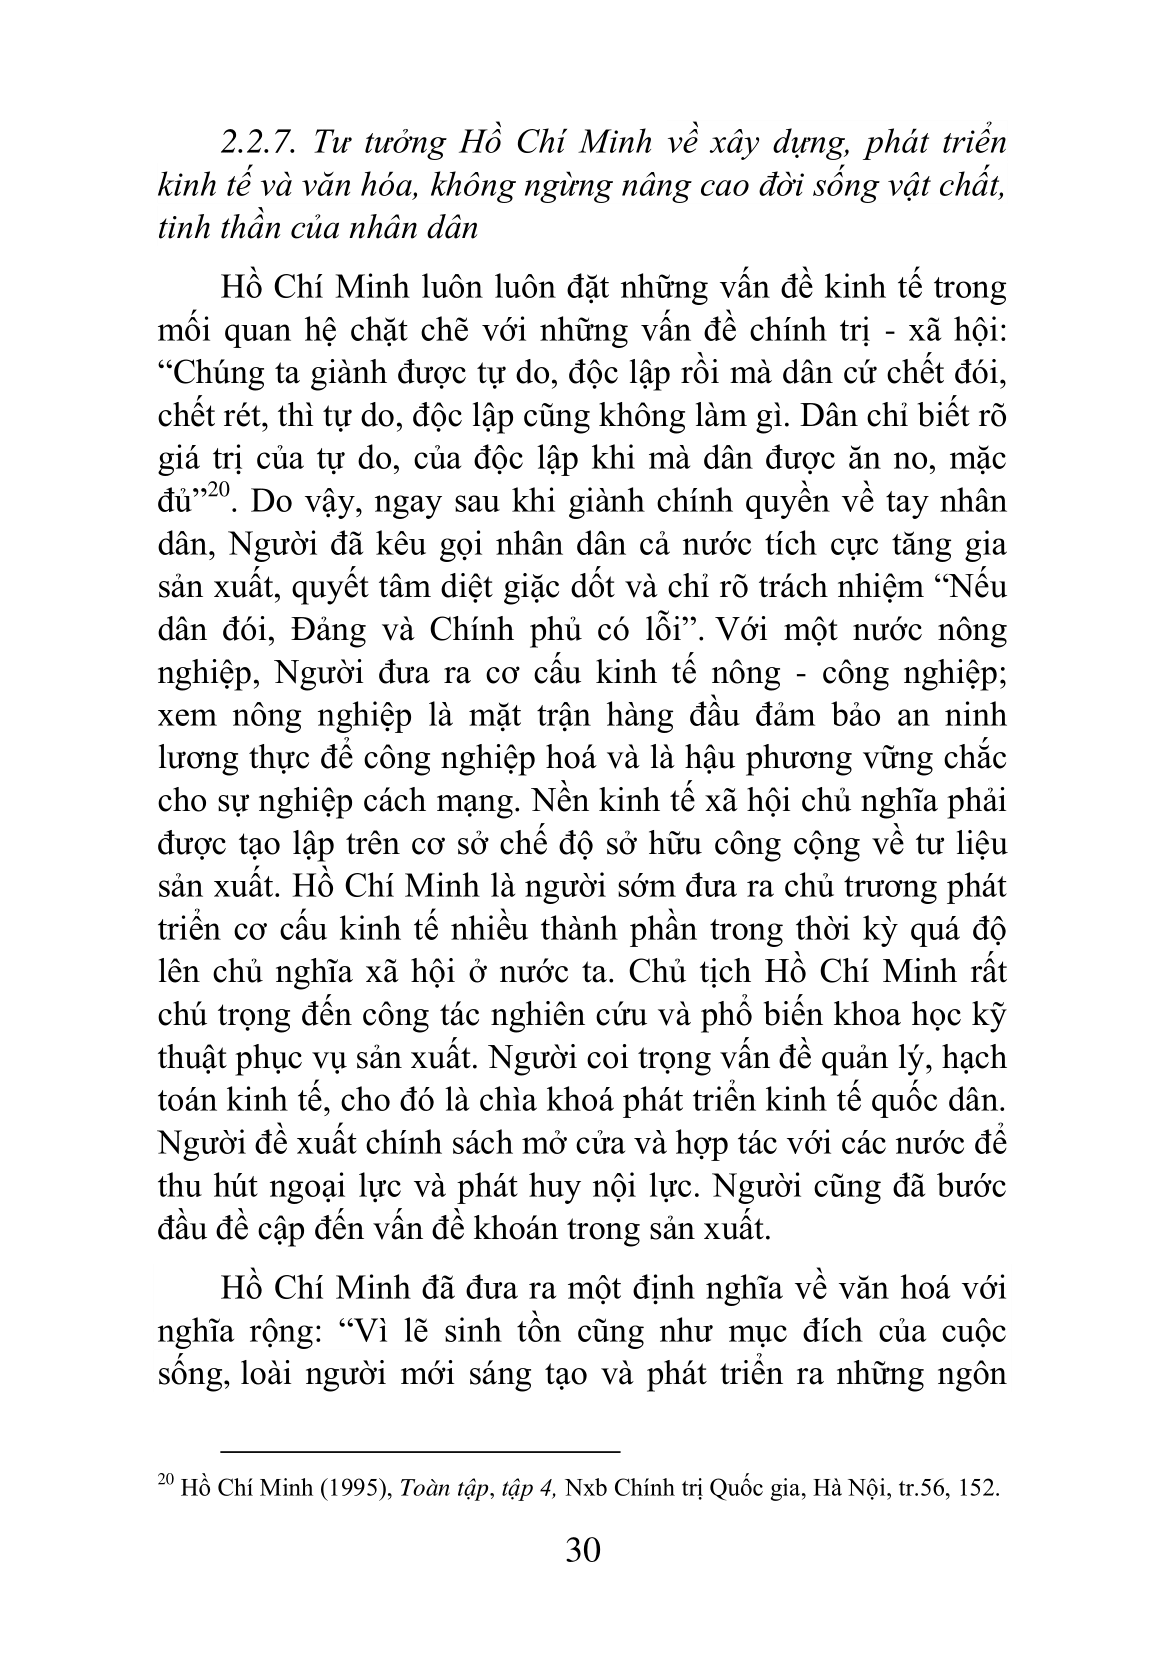 2.2.7. Tư tưởng Hồ Chí Minh về xây dựng, phát triển
kinh tế và văn hóa, không ngừng nâng cao đời sống vật chất,
tinh thần của nhân dân
Hồ Chí Minh luôn luôn đặt những vấn đề kinh tế trong
mối quan hệ chặt chẽ với những vấn đề chính trị - xã hội:
“Chúng ta giành được tự do, độc lập rồi mà dân cứ chết đói,
chết rét, thì tự do, độc lập cũng không làm gì. Dân chỉ biết rõ
giá trị của tự do, của độc lập khi mà dân được ăn no, mặc
đủ”20. Do vậy, ngay sau khi giành chính quyền về tay nhân
dân, Người đã kêu gọi nhân dân cả nước tích cực tăng gia
sản xuất, quyết tâm diệt giặc dốt và chỉ rõ trách nhiệm “Nếu
dân đói, Đảng và Chính phủ có lỗi”. Với một nước nông
nghiệp, Người đưa ra cơ cấu kinh tế nông - công nghiệp;
xem nông nghiệp là mặt trận hàng đầu đảm bảo an ninh
lương thực để công nghiệp hoá và là hậu phương vững chắc
cho sự nghiệp cách mạng. Nền kinh tế xã hội chủ nghĩa phải
được tạo lập trên cơ sở chế độ sở hữu công cộng về tư liệu
sản xuất. Hồ Chí Minh là người sớm đưa ra chủ trương phát
triển cơ cấu kinh tế nhiều thành phần trong thời kỳ quá độ
lên chủ nghĩa xã hội ở nước ta. Chủ tịch Hồ Chí Minh rất
chú trọng đến công tác nghiên cứu và phổ biến khoa học kỹ
thuật phục vụ sản xuất. Người coi trọng vấn đề quản lý, hạch
toán kinh tế, cho đó là chìa khoá phát triển kinh tế quốc dân.
Người đề xuất chính sách mở cửa và hợp tác với các nước để
thu hút ngoại lực và phát huy nội lực. Người cũng đã bước
đầu đề cập đến vấn đề khoán trong sản xuất.
Hồ Chí Minh đã đưa ra một định nghĩa về văn hoá với
nghĩa rộng: “Vì lẽ sinh tồn cũng như mục đích của cuộc
sống, loài người mới sáng tạo và phát triển ra những ngôn
20 Hồ Chí Minh (1995), Toàn tập, tập 4, Nxb Chính trị Quốc gia, Hà Nội, tr.56, 152.
30